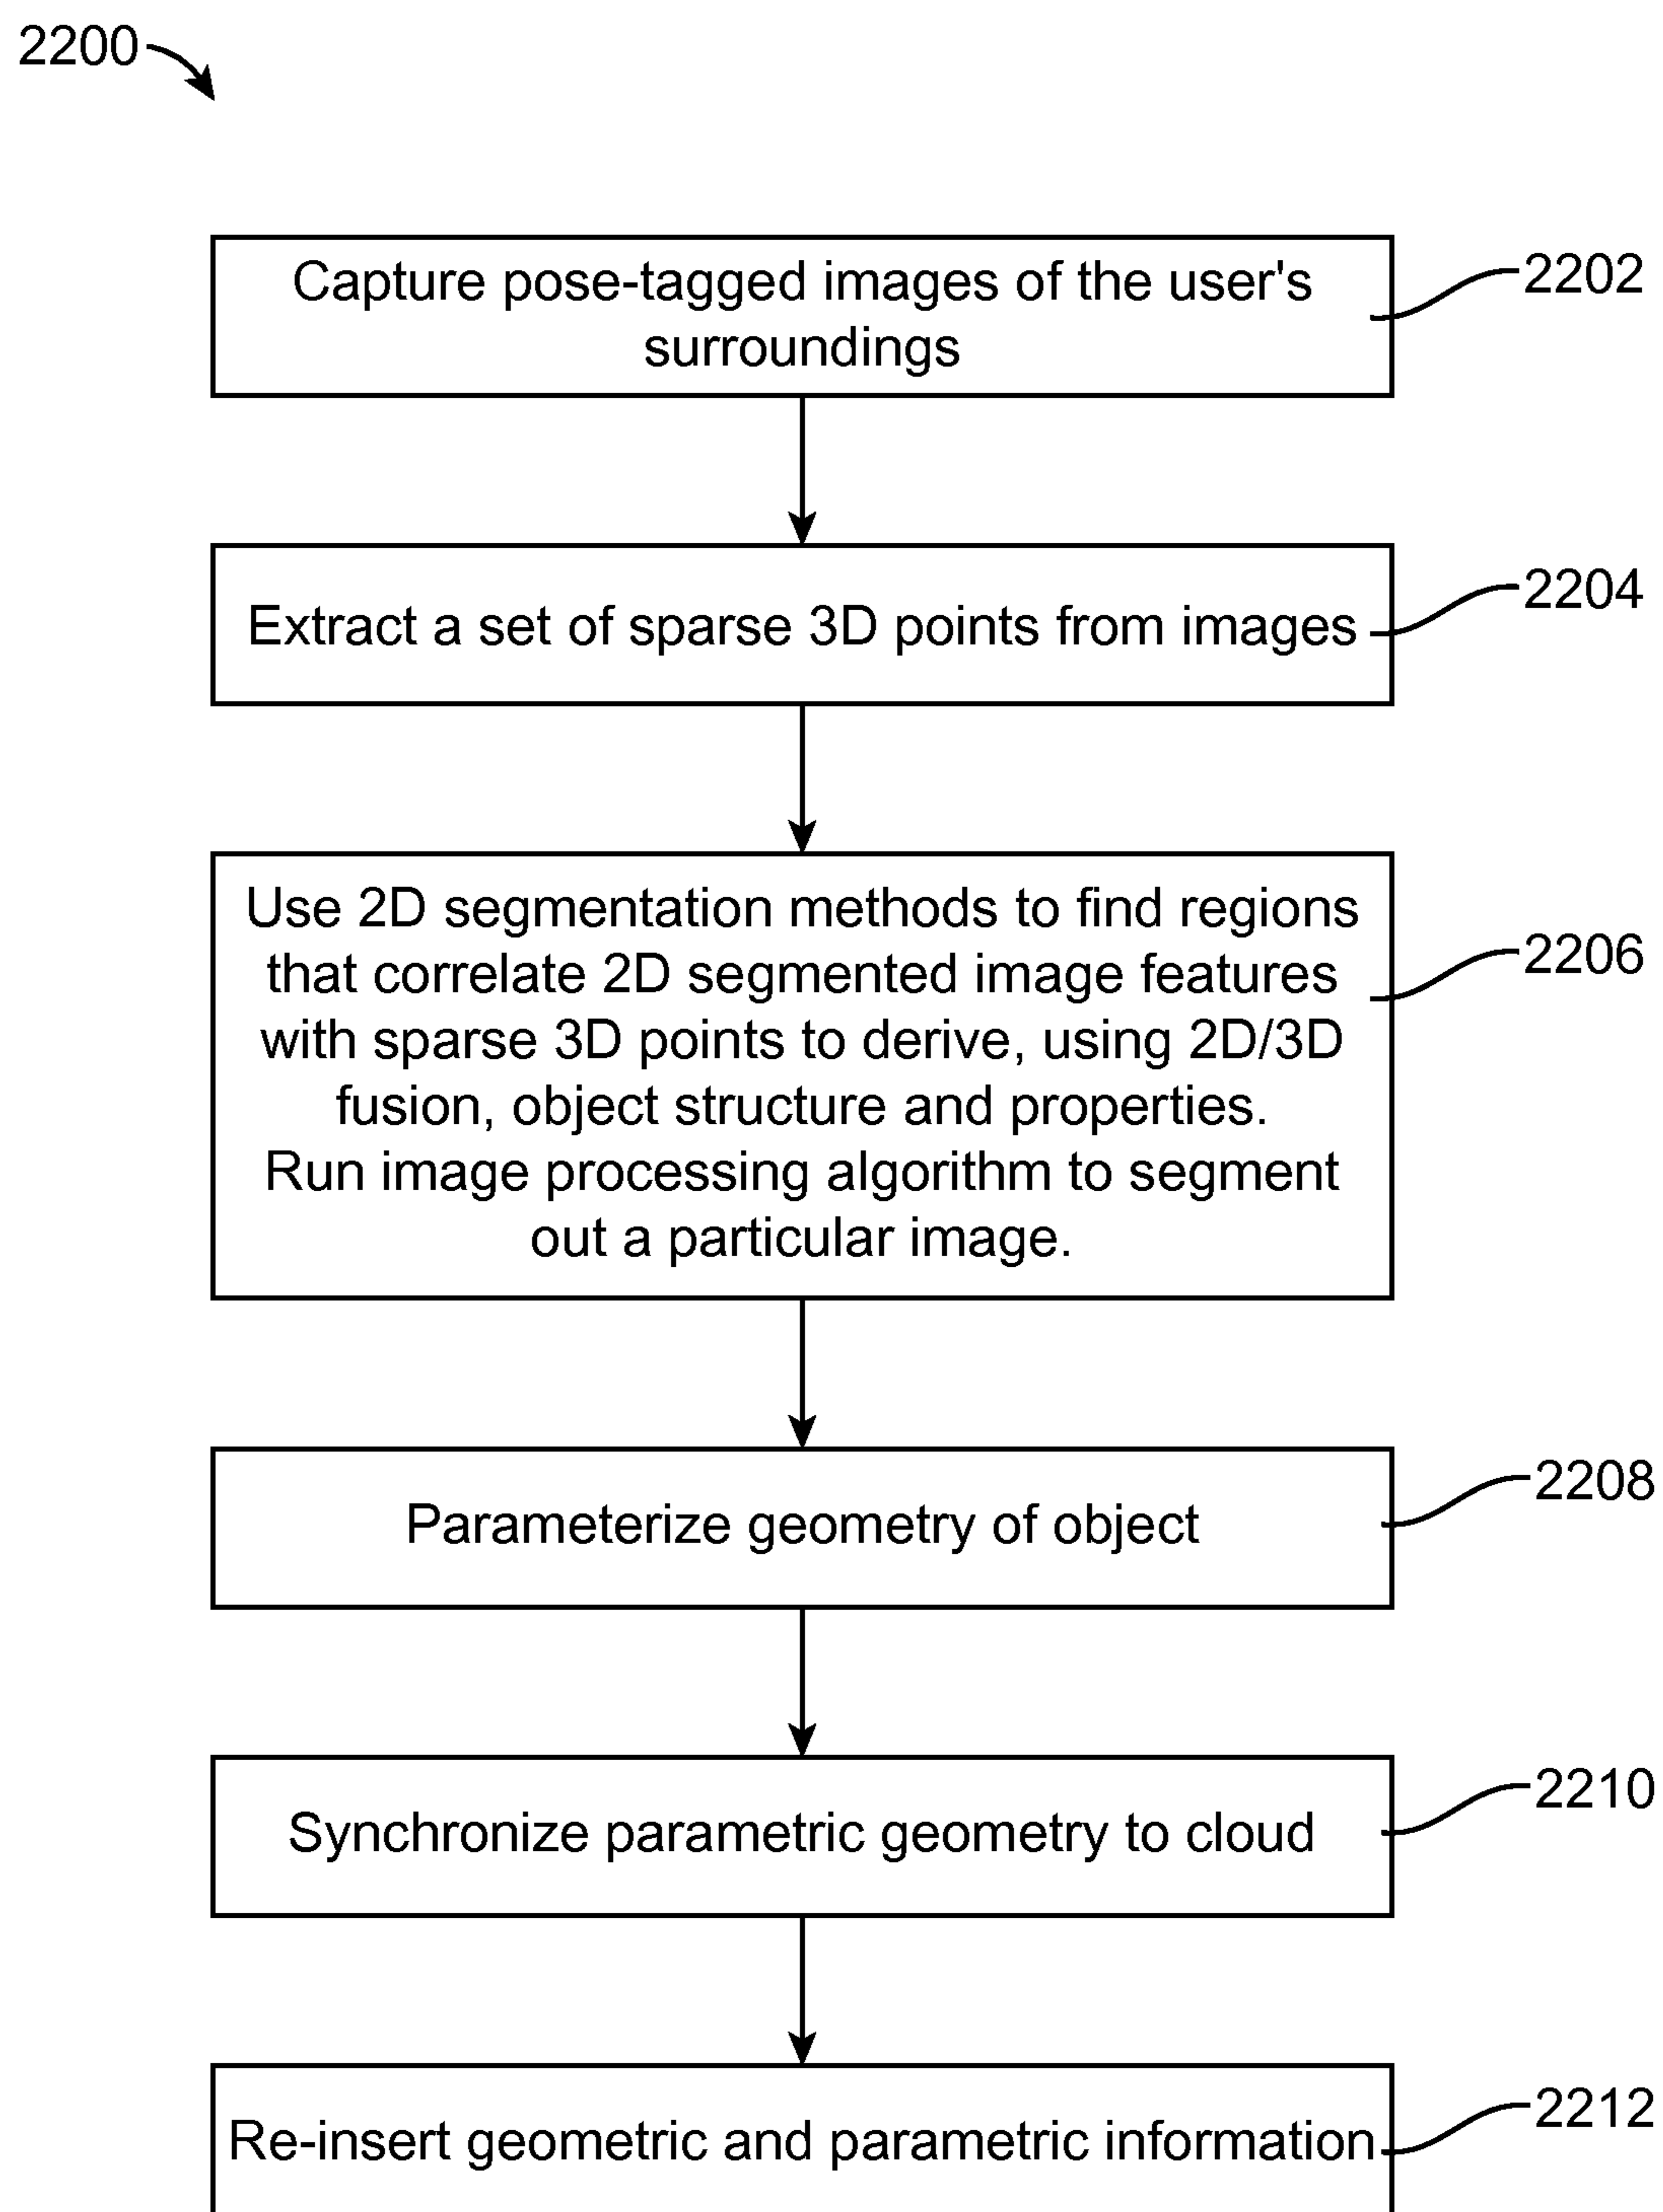 2200
Capture pose-tagged images of the user's
surroundings
2202
Extract a set of sparse 3D points from images
2204
Use 2D segmentation methods to find regions
that correlate 2D segmented image features
with sparse 3D points to derive, using 2D/3D
fusion, object structure and properties.
Run image processing algorithm to segment
out a particular image.
2206
Parameterize geometry of object
2208
Synchronize parametric geometry to cloud
2210
Re-insert geometric and parametric information
2212